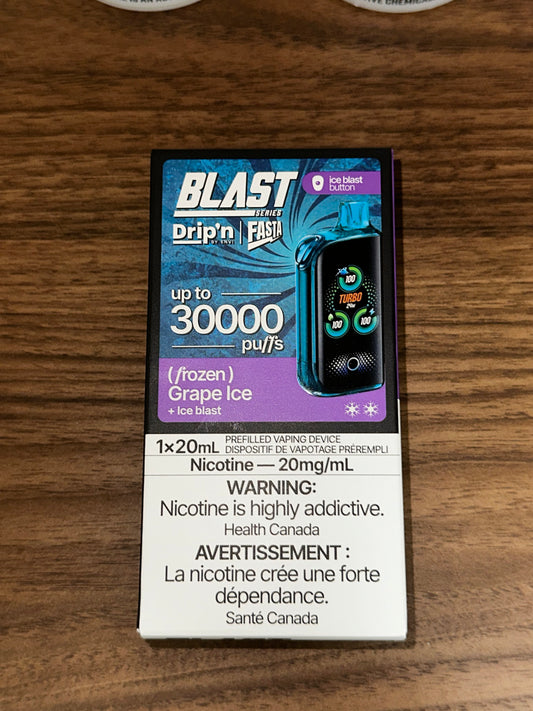 IVE CHEMICAL
BLAST
SERIES
ice blast
button
Drip'n
BY ENVI
FASTA
up to
30000
puffs
100
TURBO
100
100
(frozen)
Grape Ice
+ Ice blast
1×20mL PREFILLED VAPING DEVICE
DISPOSITIF DE VAPOTAGE PRÉREMPLI
Nicotine — 20mg/mL
WARNING:
Nicotine is highly addictive.
Health Canada
AVERTISSEMENT :
La nicotine crée une forte
dépendance.
Santé Canada